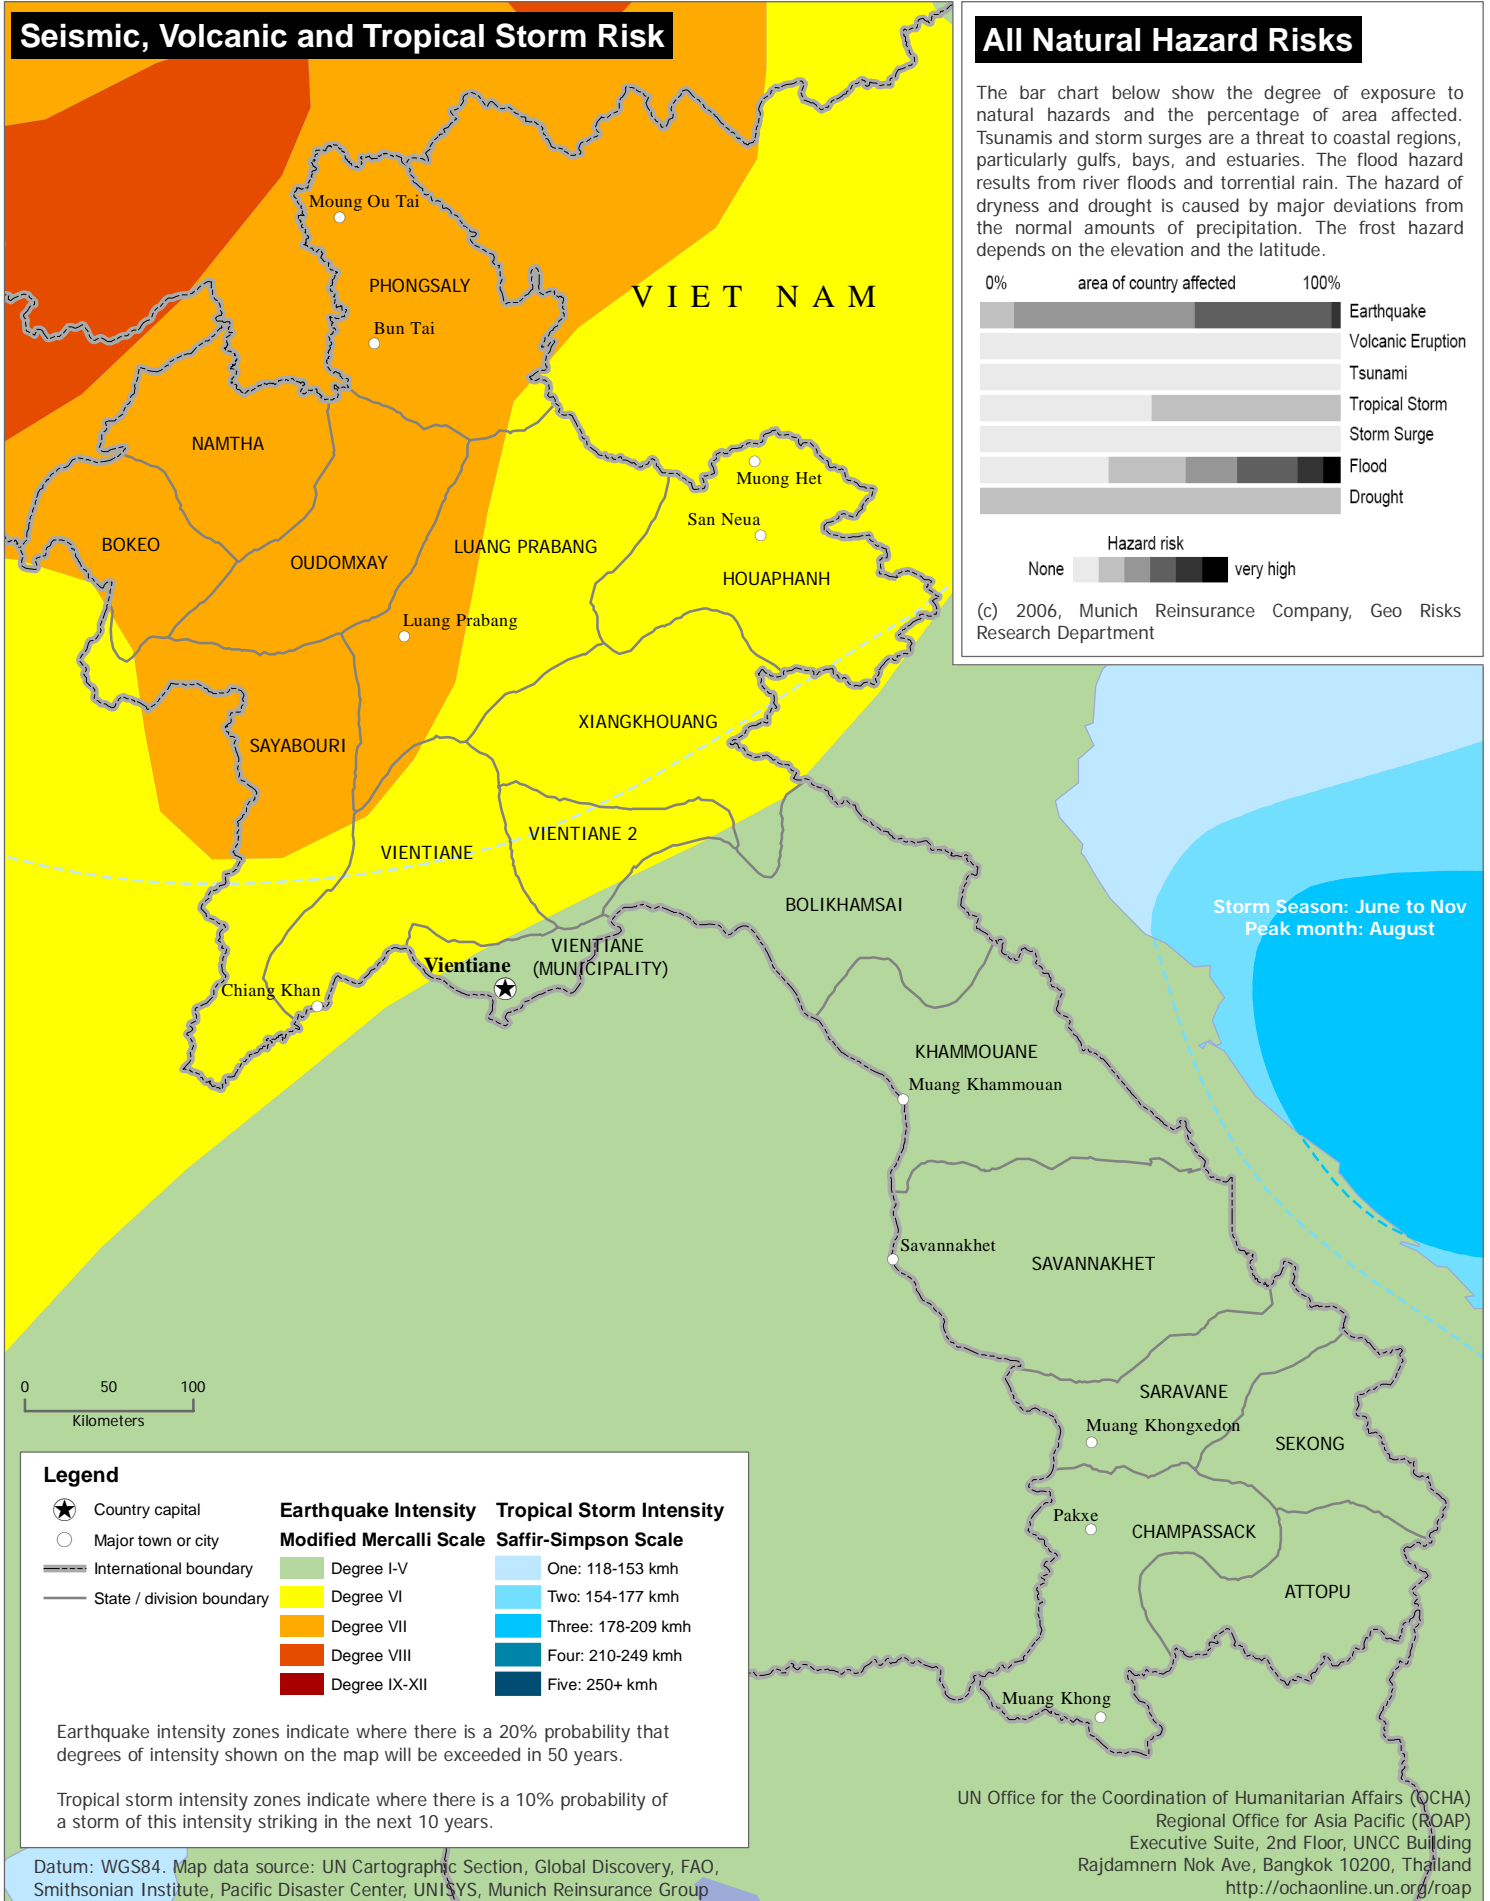 Seismic, Volcanic and Tropical Storm Risk
All Natural Hazard Risks
The bar chart below show the degree of exposure to
natural hazards and the percentage of area affected.
Tsunamis and storm surges are a threat to coastal regions,
particularly gulfs, bays, and estuaries. The flood hazard
results from river floods and torrential rain. The hazard of
dryness and drought is caused by major deviations from
the normal amounts of precipitation. The frost hazard
depends on the elevation and the latitude.
0% area of country affected 100%
Earthquake
Volcanic Eruption
Tsunami
Tropical Storm
Storm Surge
Flood
Drought
Hazard risk
None very high
(c) 2006, Munich Reinsurance Company, Geo Risks
Research Department
Moung Ou Tai
PHONGSALY
VIET NAM
Bun Tai
NAMTHA
Muong Het
San Neua
BOKEO
OUDOMXAY
LUANG PRABANG
HOUAPHANH
Luang Prabang
XIANGKHOUANG
SAYABOURI
VIENTIANE 2
VIENTIANE
BOLIKHAMSAI
Storm Season: June to Nov
Peak month: August
VIENTIANE
(MUNICIPALITY)
Vientiane
Chiang Khan
KHAMMOUANE
Muang Khammouan
Savannakhet
SAVANNAKHET
SARAVANE
Muang Khongxedon
SEKONG
Pakxe
CHAMPASSACK
ATTOPU
Muang Khong
0 50 100
Kilometers
Legend
Country capital
Major town or city
International boundary
State / division boundary
Earthquake Intensity
Modified Mercalli Scale
Degree I-V
Degree VI
Degree VII
Degree VIII
Degree IX-XII
Tropical Storm Intensity
Saffir-Simpson Scale
One: 118-153 kmh
Two: 154-177 kmh
Three: 178-209 kmh
Four: 210-249 kmh
Five: 250+ kmh
Earthquake intensity zones indicate where there is a 20% probability that
degrees of intensity shown on the map will be exceeded in 50 years.
Tropical storm intensity zones indicate where there is a 10% probability of
a storm of this intensity striking in the next 10 years.
Datum: WGS84. Map data source: UN Cartographic Section, Global Discovery, FAO,
Smithsonian Institute, Pacific Disaster Center, UNISYS, Munich Reinsurance Group
UN Office for the Coordination of Humanitarian Affairs (OCHA)
Regional Office for Asia Pacific (ROAP)
Executive Suite, 2nd Floor, UNCC Building
Rajdamnern Nok Ave, Bangkok 10200, Thailand
http://ochaonline.un.org/roap